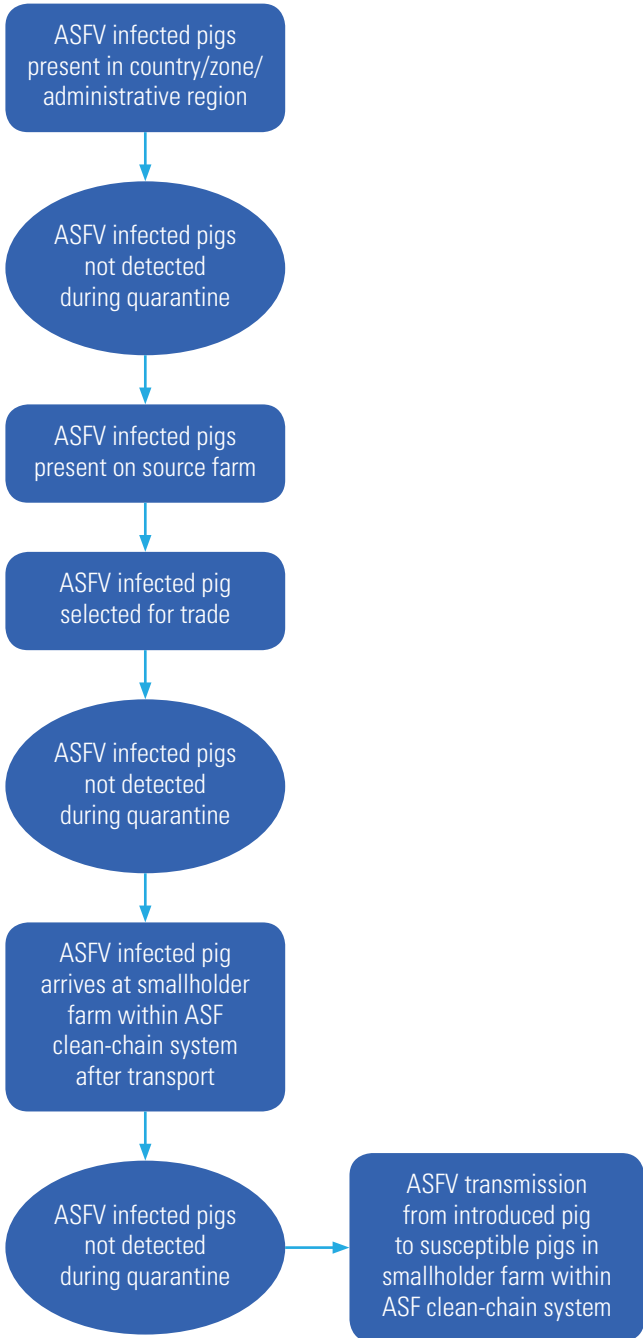 ASFV infected pigs
present in country/zone/
administrative region
ASFV infected pigs
not detected
during quarantine
ASFV infected pigs
present on source farm
ASFV infected pig
selected for trade
ASFV infected pigs
not detected
during quarantine
ASFV infected pig
arrives at smallholder
farm within ASF
clean-chain system
after transport
ASFV infected pigs
not detected
during quarantine
ASFV transmission
from introduced pig
to susceptible pigs in
smallholder farm within
ASF clean-chain system